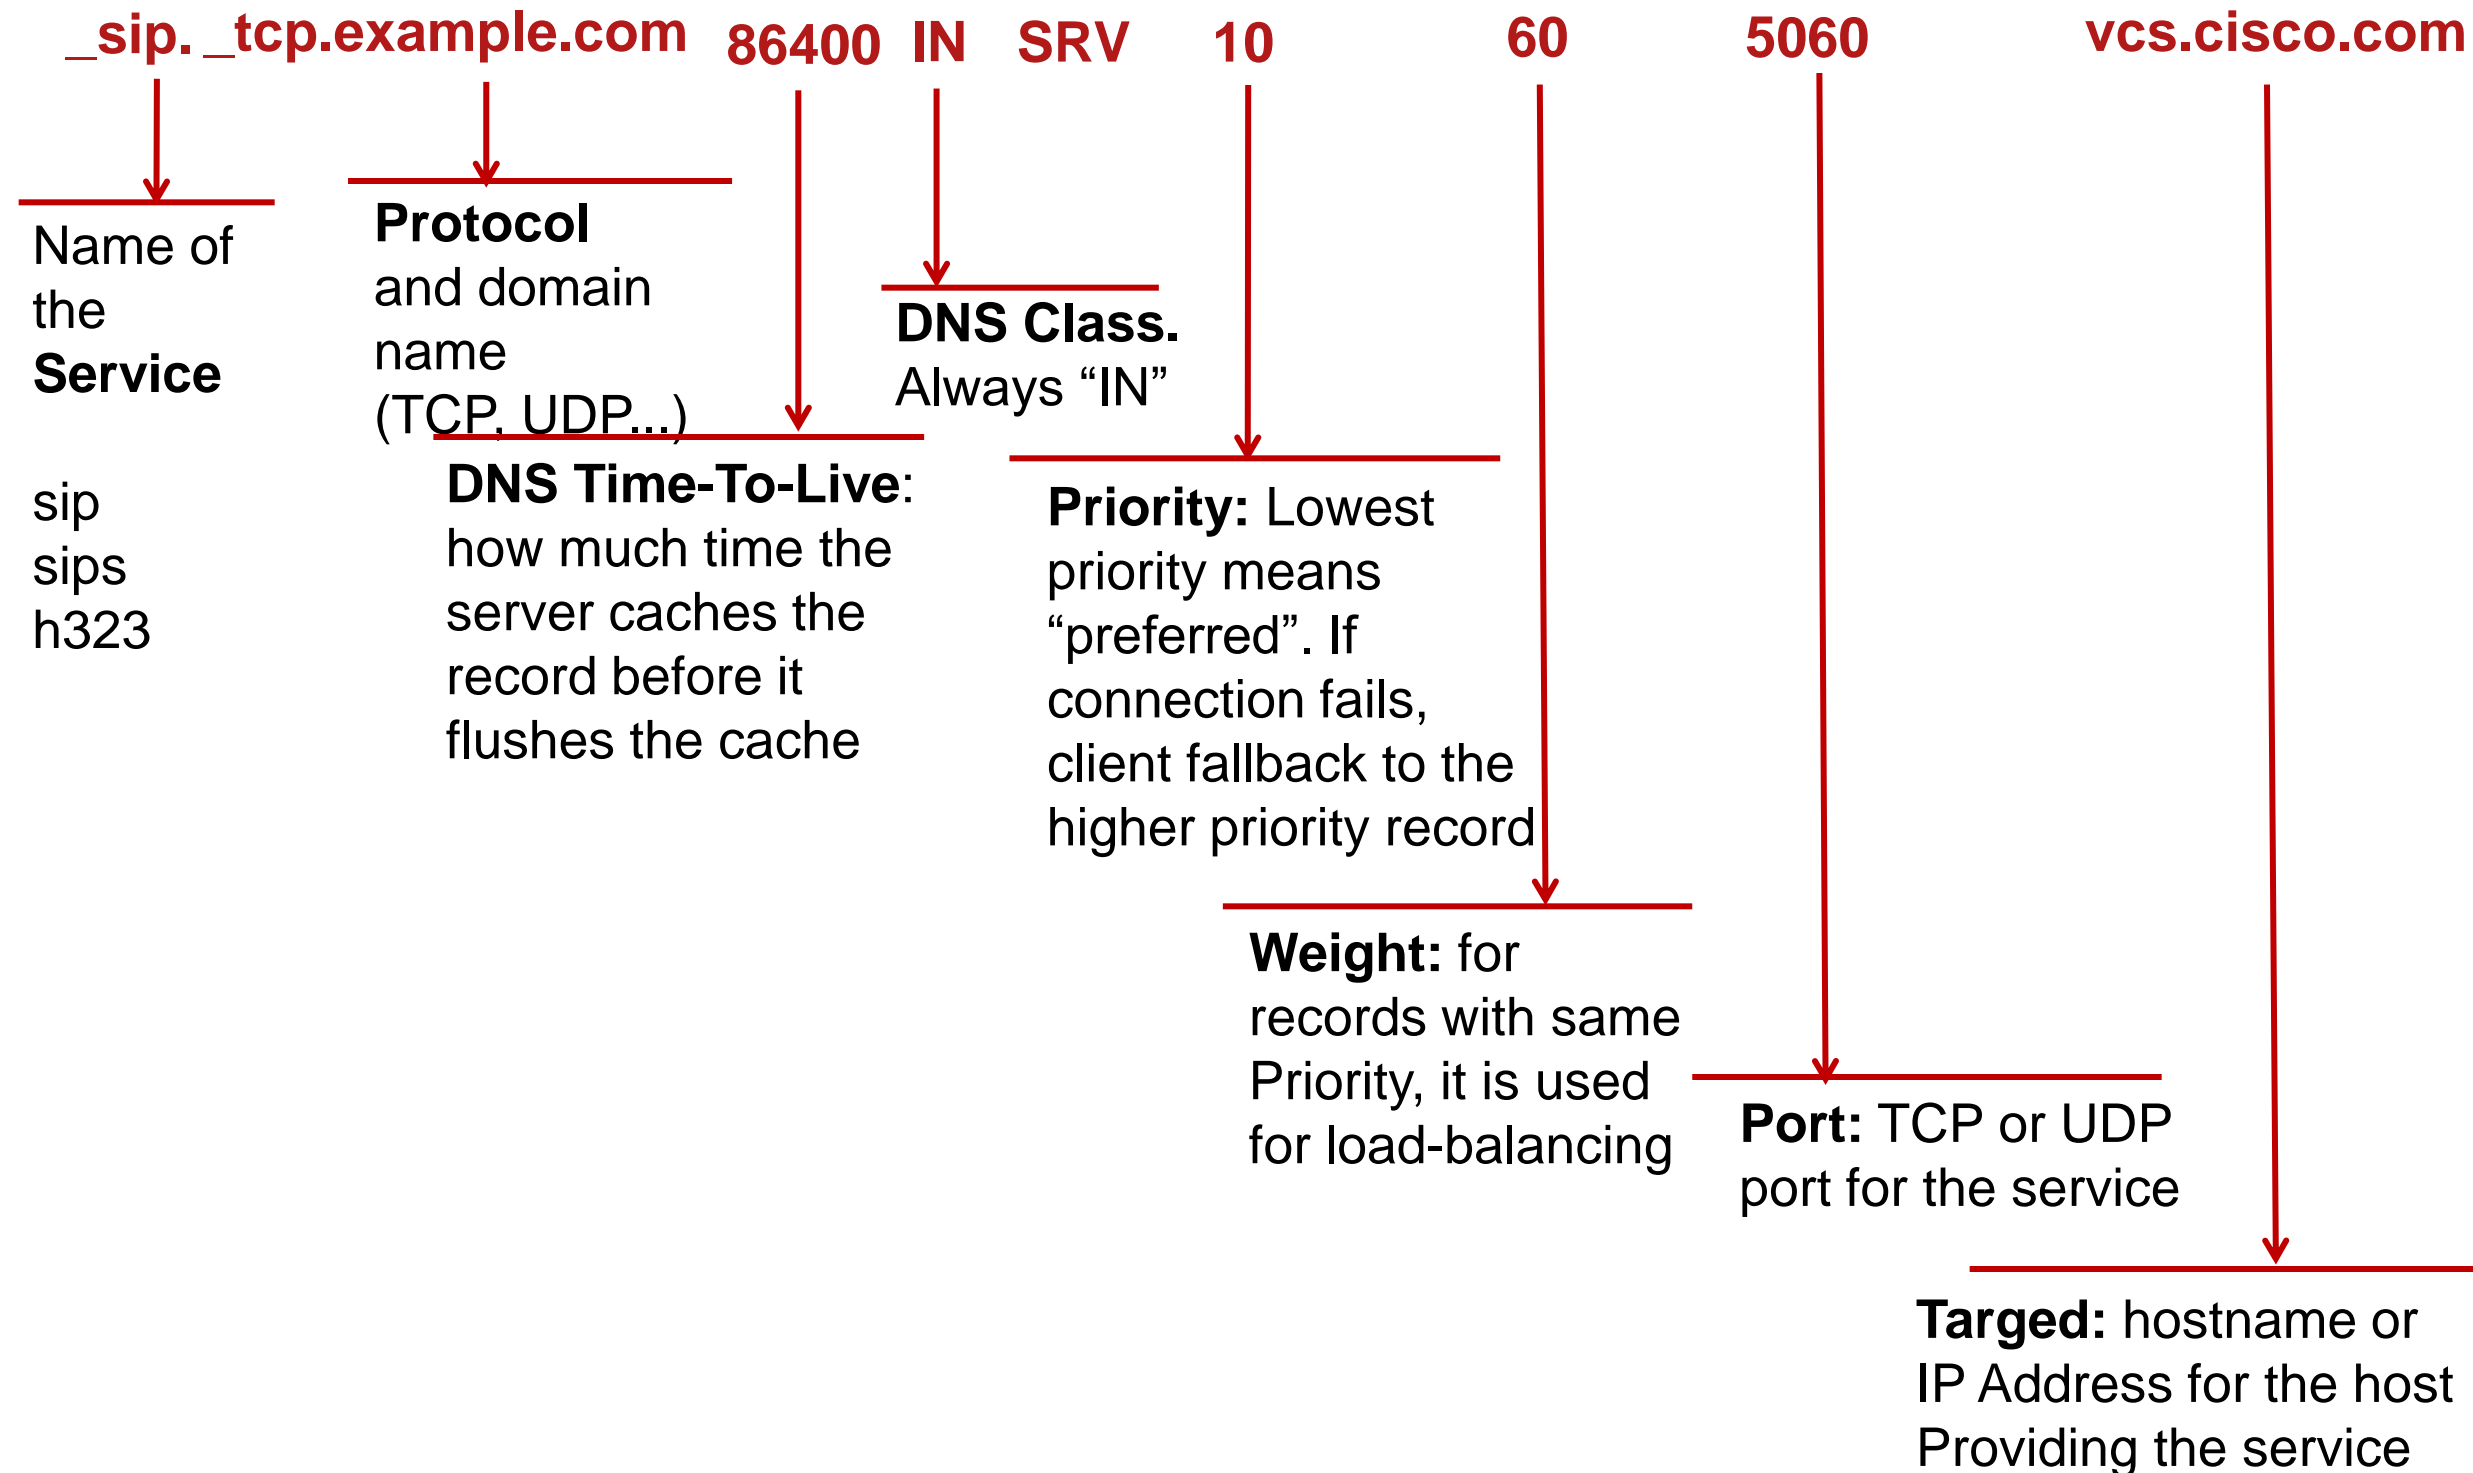 _sip. _tcp.example.com 86400 IN SRV 10 60 5060 vcs.cisco.com
Name of
the
Service
sip
sips
h323
Protocol
and domain
name
(TCP, UDP...)
DNS Time-To-Live:
how much time the
server caches the
record before it
flushes the cache
DNS Class.
Always “IN”
Priority: Lowest
priority means
“preferred”. If
connection fails,
client fallback to the
higher priority record
Weight: for
records with same
Priority, it is used
for load-balancing
Port: TCP or UDP
port for the service
Targed: hostname or
IP Address for the host
Providing the service